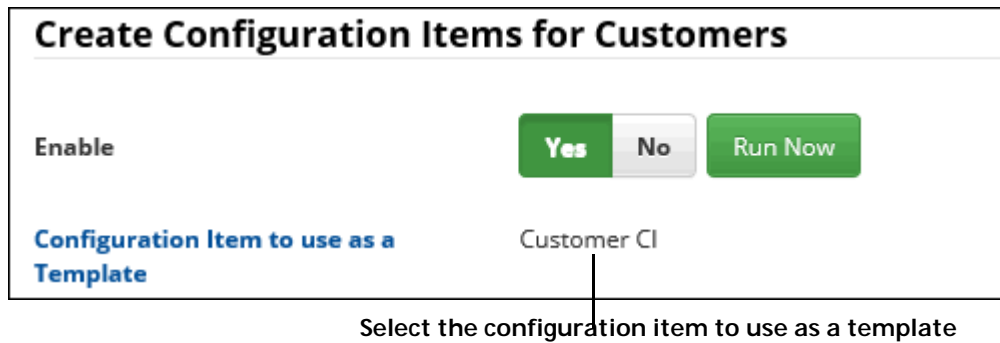 Create Configuration Items for Customers
Enable Yes No Run Now
Configuration Item to use as a Customer CI
Template
Select the configuration item to use as a template